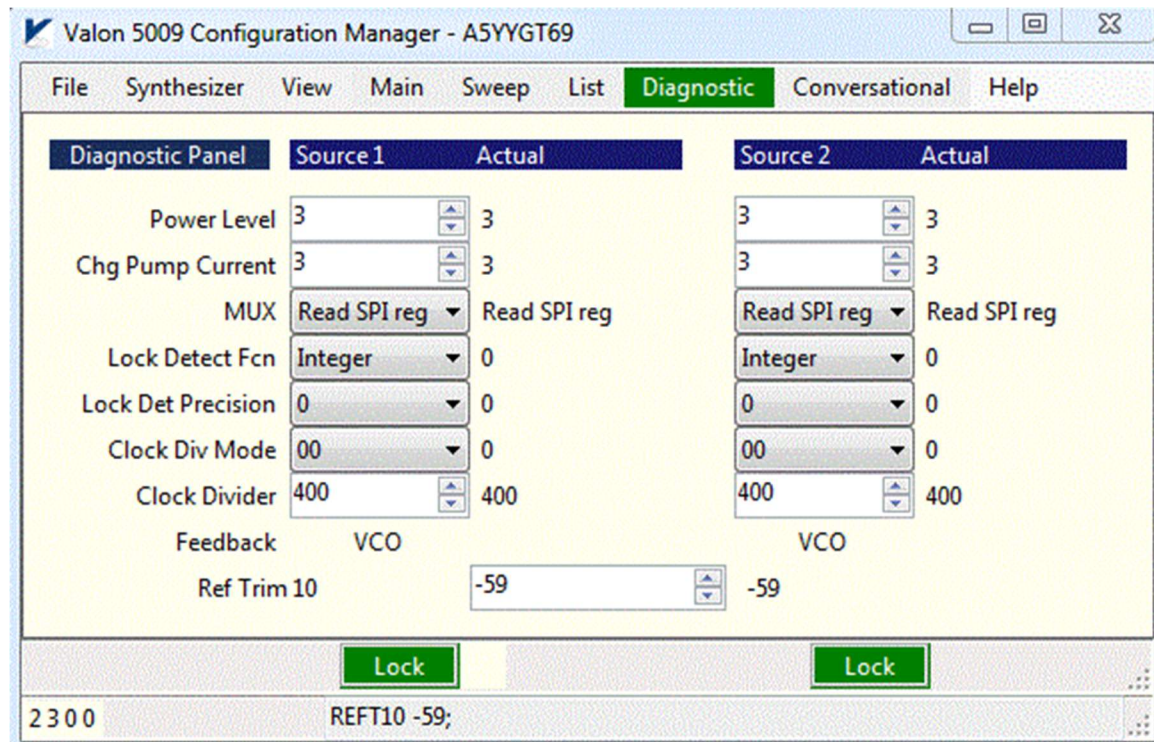 Valon 5009 Configuration Manager - A5YYGT69
File Synthesizer View Main Sweep List Diagnostic Conversational Help
Diagnostic Panel Source 1 Actual Source 2 Actual
Power Level 3 3 3 3
Chg Pump Current 3 3 3 3
MUX Read SPI reg Read SPI reg Read SPI reg Read SPI reg
Lock Detect Fcn Integer 0 Integer 0
Lock Det Precision 0 0 0 0
Clock Div Mode 00 0 00 0
Clock Divider 400 400 400 400
Feedback VCO VCO
Ref Trim 10 -59 -59
Lock Lock
2 3 0 0 REFT10 -59;